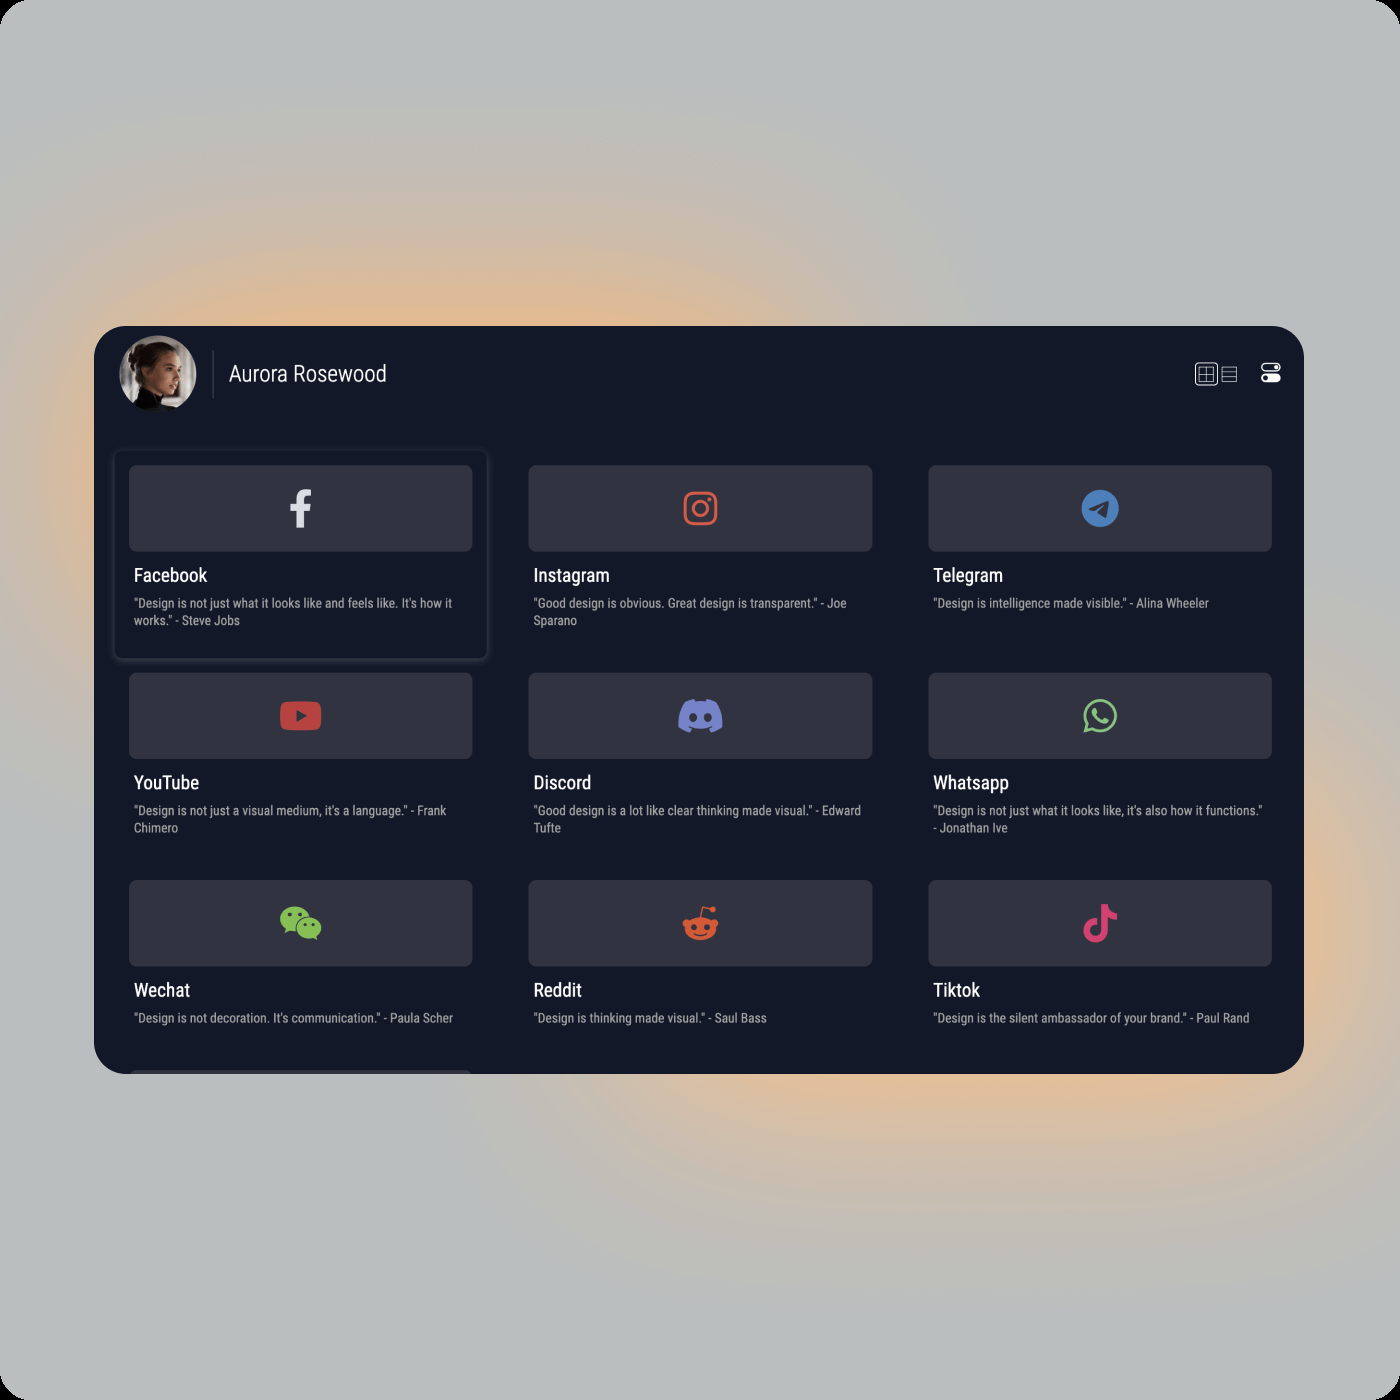 Aurora Rosewood
Facebook
"Design is not just what it looks like and feels like. It's how it
works." - Steve Jobs
Instagram
"Good design is obvious. Great design is transparent." - Joe
Sparano
Telegram
"Design is intelligence made visible." - Alina Wheeler
YouTube
"Design is not just a visual medium, it's a language." - Frank
Chimero
Discord
"Good design is a lot like clear thinking made visual." - Edward
Tufte
Whatsapp
"Design is not just what it looks like, it's also how it functions."
- Jonathan Ive
Wechat
"Design is not decoration. It's communication." - Paula Scher
Reddit
"Design is thinking made visual." - Saul Bass
Tiktok
"Design is the silent ambassador of your brand." - Paul Rand